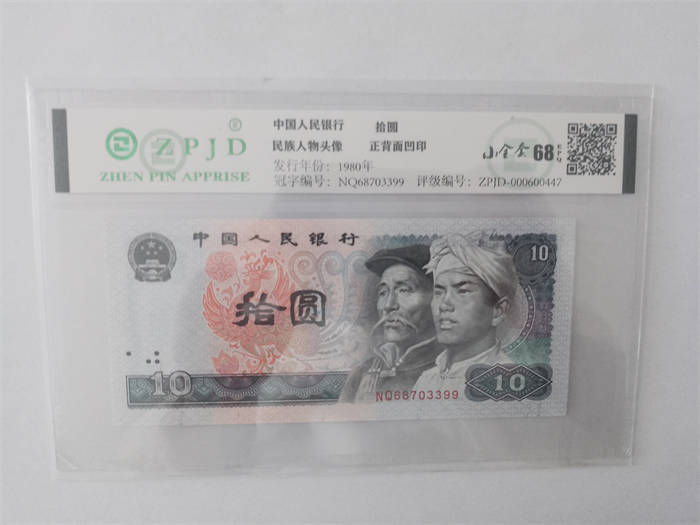 ZPJD
ZHEN PIN APPRISE
中国人民银行 拾圆
民族人物头像 正背面凹印
发行年份: 1980年
冠字编号: NQ68703399 评级编号: ZPJD-000600447
68
中国人民银行
10
拾圆
10
NQ68703399
10